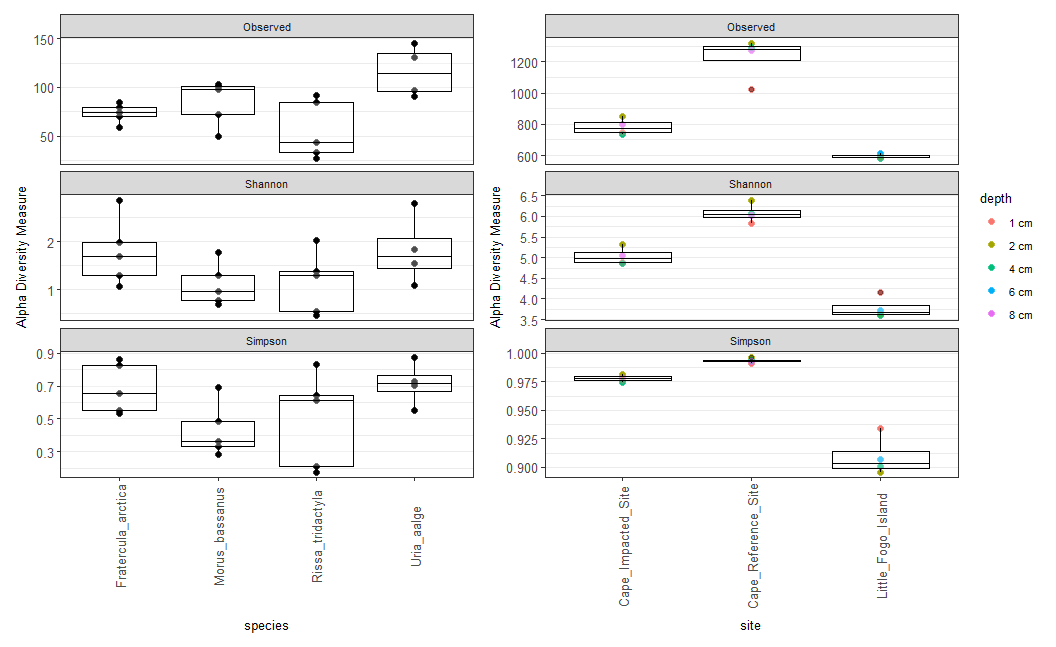 Observed
150
100
50
Shannon
2
1
Simpson
0.9
0.7
0.5
0.3
Alpha Diversity Measure
Fratercula_arctica
Morus_bassanus
Rissa_tridactyla
Uria_aalge
species
Observed
1200
1000
800
600
Shannon
6.5
6.0
5.5
5.0
4.5
4.0
3.5
Simpson
1.000
0.975
0.950
0.925
0.900
Alpha Diversity Measure
Cape_Impacted_Site
Cape_Reference_Site
Little_Fogo_Island
site
depth
1 cm
2 cm
4 cm
6 cm
8 cm